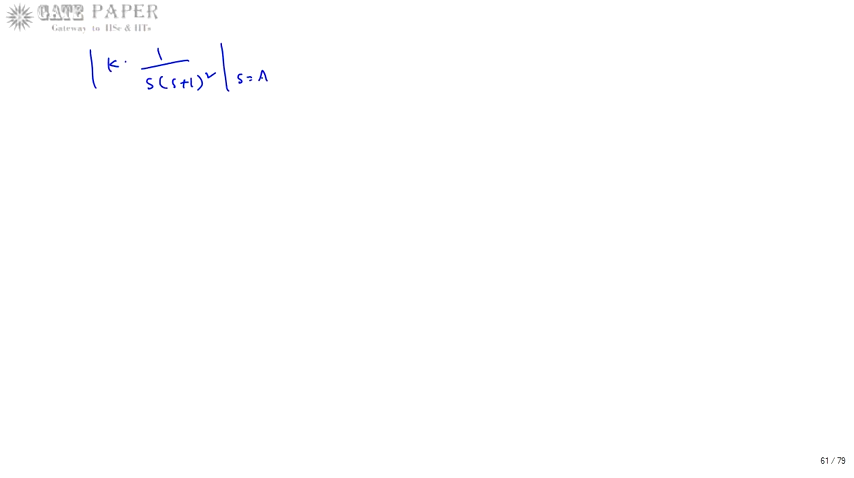 GATE PAPER
Gateway to IISc & IITs
| K · 1 / s(s+1)² | s = A
61 / 79